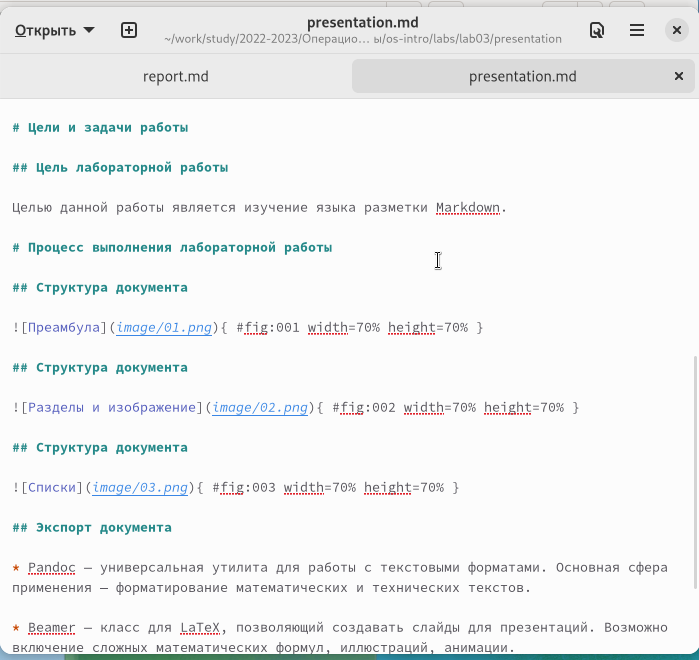 Открыть
presentation.md
~/work/study/2022-2023/Операцио… ы/os-intro/labs/lab03/presentation
report.md
presentation.md
# Цели и задачи работы
## Цель лабораторной работы
Целью данной работы является изучение языка разметки Markdown.
# Процесс выполнения лабораторной работы
## Структура документа
![Преамбула](image/01.png){ #fig:001 width=70% height=70% }
## Структура документа
![Разделы и изображение](image/02.png){ #fig:002 width=70% height=70% }
## Структура документа
![Списки](image/03.png){ #fig:003 width=70% height=70% }
## Экспорт документа
* Pandoc — универсальная утилита для работы с текстовыми форматами. Основная сфера
применения — форматирование математических и технических текстов.
* Beamer — класс для LaTeX, позволяющий создавать слайды для презентаций. Возможно
включение сложных математических формул, иллюстраций, анимации.